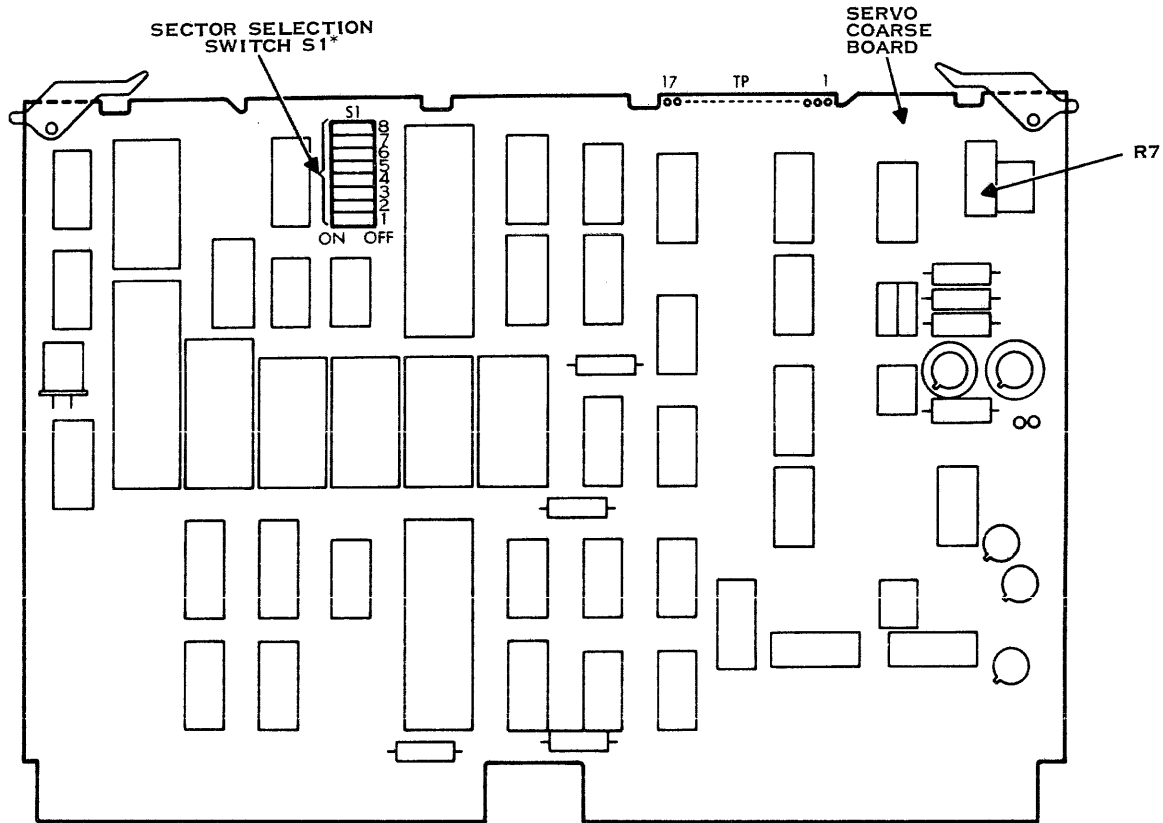 SECTOR SELECTION
SWITCH S1*
SERVO
COARSE
BOARD
17 TP 1
R7
S1
8
7
6
5
4
3
2
1
ON OFF